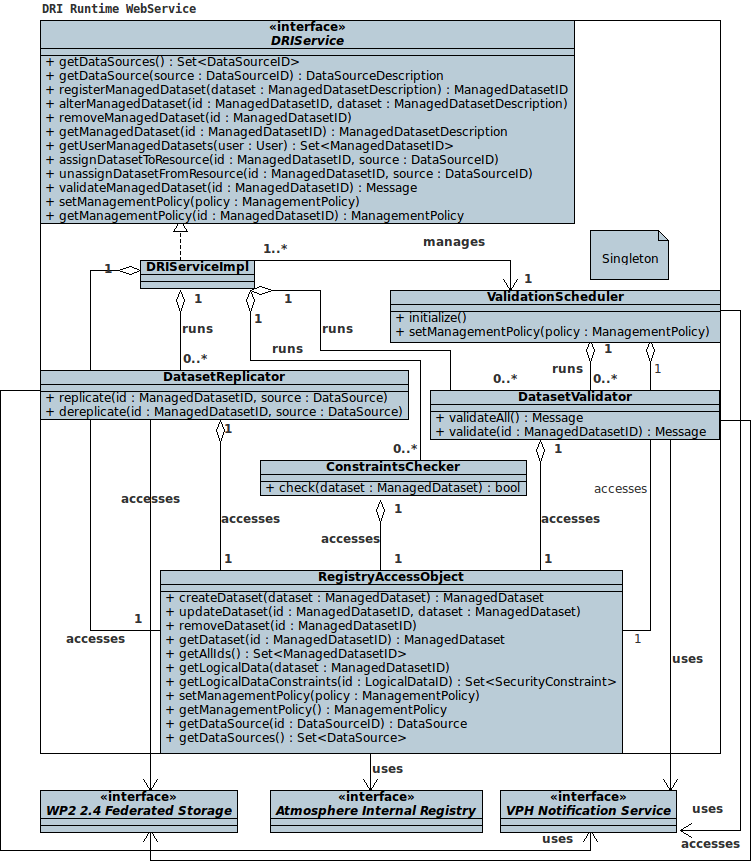 DRI Runtime WebService
«interface»
DRIService
+ getDataSources() : Set<DataSourceID>
+ getDataSource(source : DataSourceID) : DataSourceDescription
+ registerManagedDataset(dataset : ManagedDatasetDescription) : ManagedDatasetID
+ alterManagedDataset(id : ManagedDatasetID, dataset : ManagedDatasetDescription)
+ removeManagedDataset(id : ManagedDatasetID)
+ getManagedDataset(id : ManagedDatasetID) : ManagedDatasetDescription
+ getUserManagedDatasets(user : User) : Set<ManagedDatasetID>
+ assignDatasetToResource(id : ManagedDatasetID, source : DataSourceID)
+ unassignDatasetFromResource(id : ManagedDatasetID, source : DataSourceID)
+ validateManagedDataset(id : ManagedDatasetID) : Message
+ setManagementPolicy(policy : ManagementPolicy)
+ getManagementPolicy(id : ManagedDatasetID) : ManagementPolicy
1..*
manages
Singleton
1
DRIServiceImpl
1
1
1
ValidationScheduler
+ initialize()
+ setManagementPolicy(policy : ManagementPolicy)
1
runs
runs
runs
1
0..*
runs
1
DatasetReplicator
+ replicate(id : ManagedDatasetID, source : DataSource)
+ dereplicate(id : ManagedDatasetID, source : DataSource)
0..*
0..*
DatasetValidator
+ validateAll() : Message
+ validate(id : ManagedDatasetID) : Message
1
0..*
1
ConstraintsChecker
+ check(dataset : ManagedDataset) : bool
accesses
accesses
1
accesses
accesses
accesses
1
1
1
RegistryAccessObject
+ createDataset(dataset : ManagedDataset) : ManagedDataset
+ updateDataset(id : ManagedDatasetID, dataset : ManagedDataset)
+ removeDataset(id : ManagedDatasetID)
+ getDataset(id : ManagedDatasetID) : ManagedDataset
+ getAllIds() : Set<ManagedDatasetID>
+ getLogicalData(dataset : ManagedDatasetID)
+ getLogicalDataConstraints(id : LogicalDataID) : Set<SecurityConstraint>
+ setManagementPolicy(policy : ManagementPolicy)
+ getManagementPolicy() : ManagementPolicy
+ getDataSource(id : DataSourceID) : DataSource
+ getDataSources() : Set<DataSource>
1
accesses
1
uses
uses
«interface»
WP2 2.4 Federated Storage
«interface»
Atmosphere Internal Registry
«interface»
VPH Notification Service
uses
uses
accesses